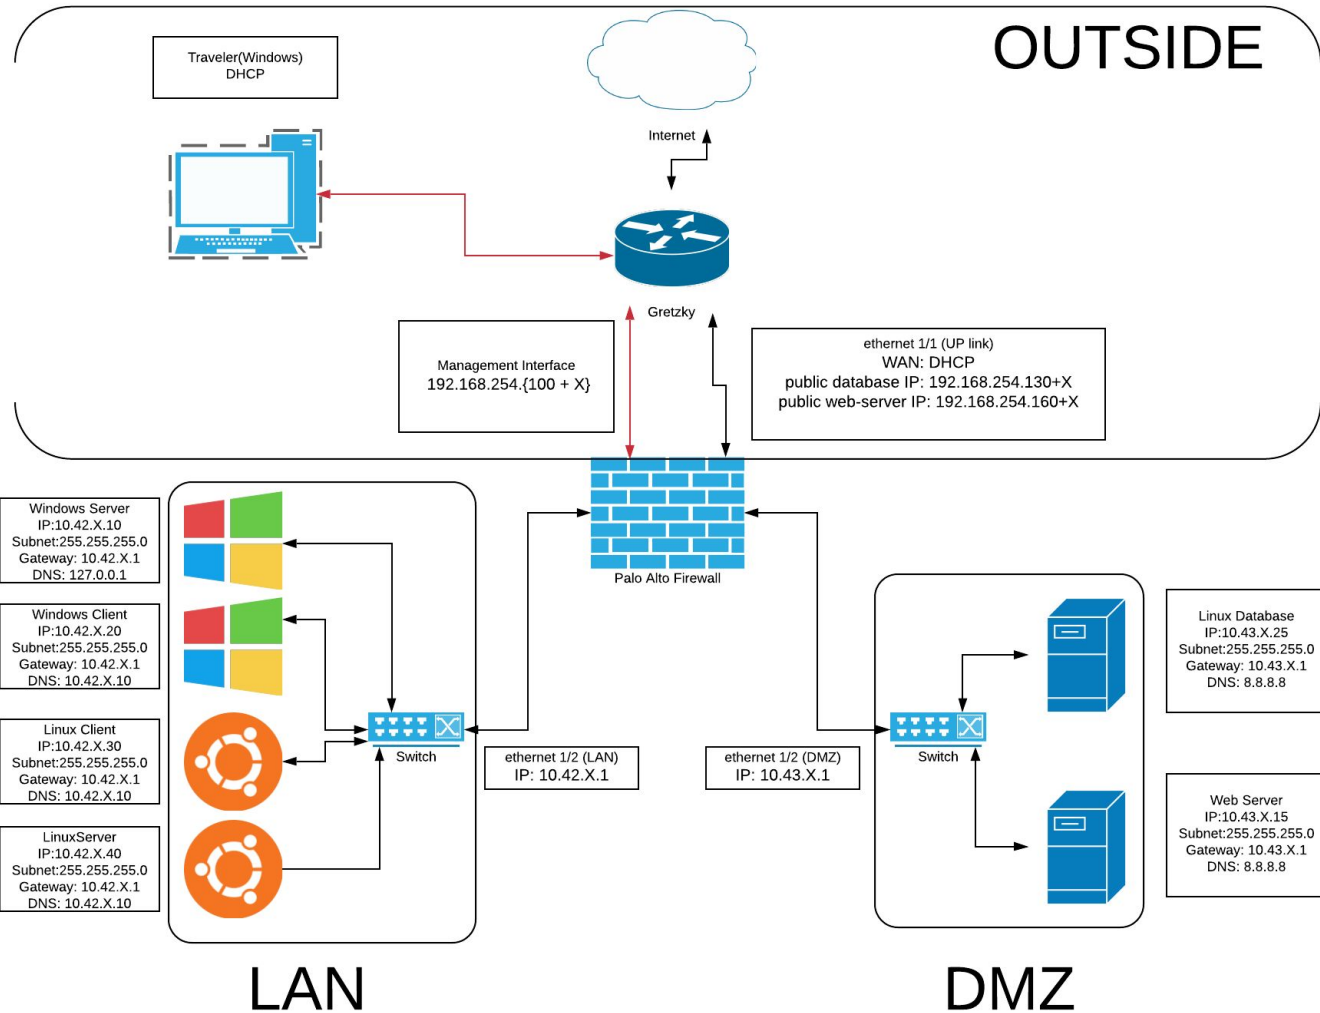 OUTSIDE
Traveler(Windows)
DHCP
Internet
Gretzky
Management Interface
192.168.254.{100 + X}
ethernet 1/1 (UP link)
WAN: DHCP
public database IP: 192.168.254.130+X
public web-server IP: 192.168.254.160+X
Palo Alto Firewall
Windows Server
IP:10.42.X.10
Subnet:255.255.255.0
Gateway: 10.42.X.1
DNS: 127.0.0.1
Windows Client
IP:10.42.X.20
Subnet:255.255.255.0
Gateway: 10.42.X.1
DNS: 10.42.X.10
Linux Client
IP:10.42.X.30
Subnet:255.255.255.0
Gateway: 10.42.X.1
DNS: 10.42.X.10
LinuxServer
IP:10.42.X.40
Subnet:255.255.255.0
Gateway: 10.42.X.1
DNS: 10.42.X.10
Switch
ethernet 1/2 (LAN)
IP: 10.42.X.1
ethernet 1/2 (DMZ)
IP: 10.43.X.1
Switch
Linux Database
IP:10.43.X.25
Subnet:255.255.255.0
Gateway: 10.43.X.1
DNS: 8.8.8.8
Web Server
IP:10.43.X.15
Subnet:255.255.255.0
Gateway: 10.43.X.1
DNS: 8.8.8.8
LAN
DMZ